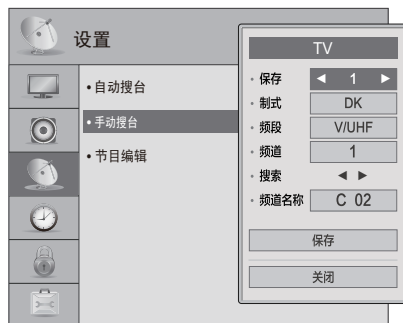 设置
• 自动搜台
• 手动搜台
• 节目编辑
TV
• 保存 ◀ 1 ▶
• 制式 DK
• 频段 V/UHF
• 频道 1
• 搜索 ◀ ▶
• 频道名称 C 02
保存
关闭